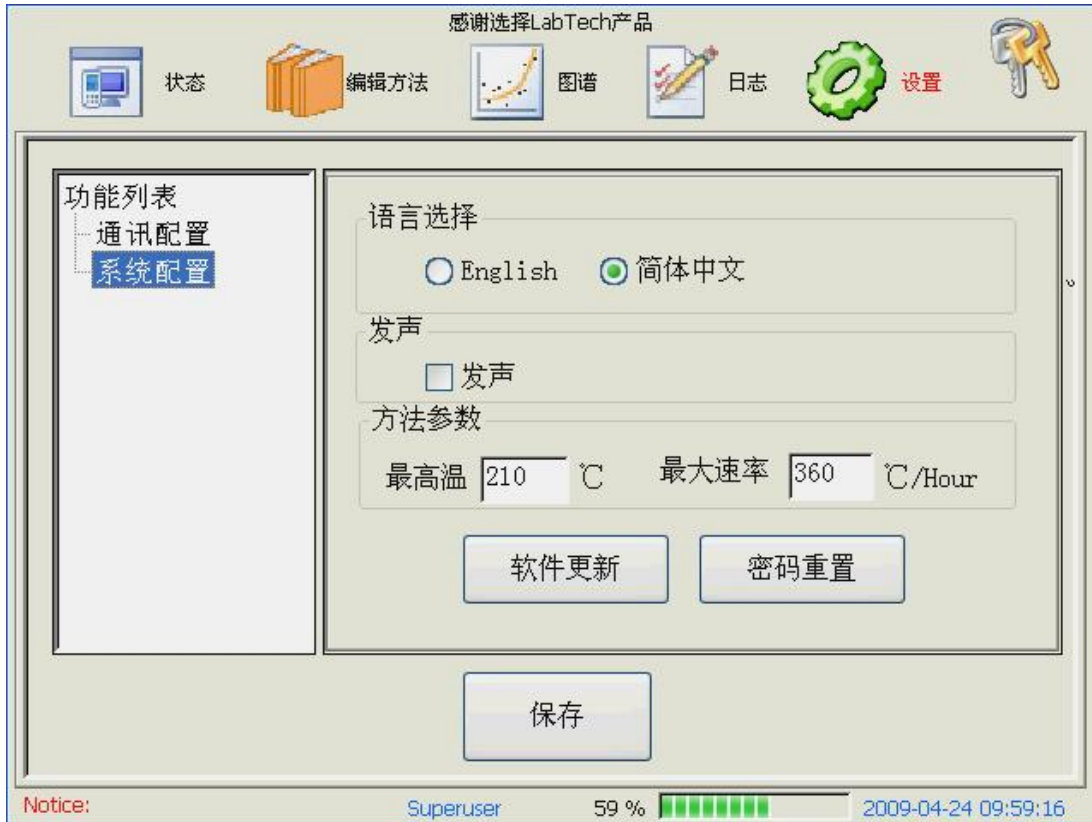 感谢选择LabTech产品
状态 编辑方法 图谱 日志 设置
功能列表
通讯配置
系统配置
语言选择
English 简体中文
发声
发声
方法参数
最高温 210 ℃ 最大速率 360 ℃/Hour
软件更新 密码重置
保存
Notice: Superuser 59 % 2009-04-24 09:59:16